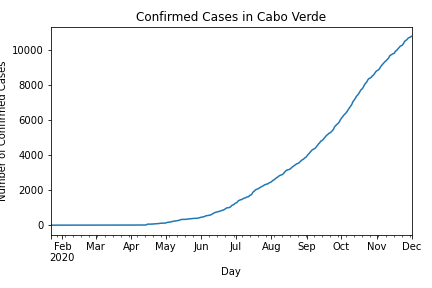 Confirmed Cases in Cabo Verde
Number of Confirmed Cases
10000
8000
6000
4000
2000
0
Feb Mar Apr May Jun Jul Aug Sep Oct Nov Dec
2020
Day